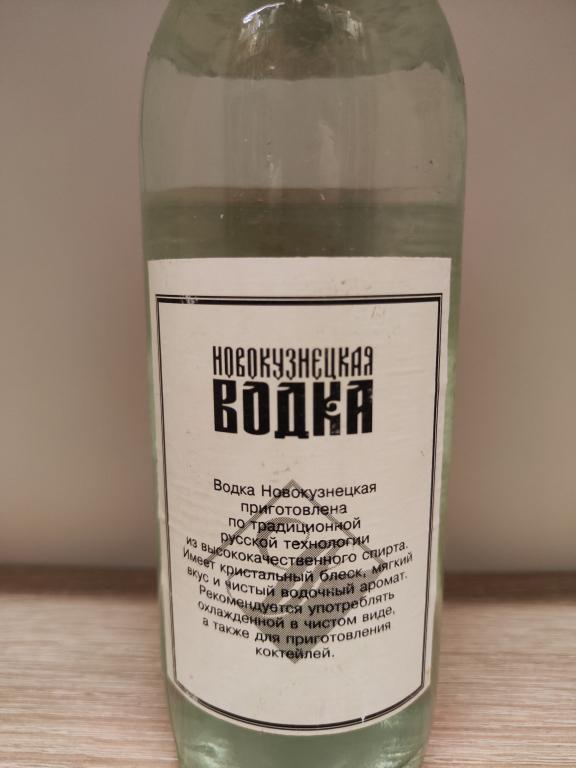 НОВОКУЗНЕЦКАЯ
ВОДКА
Водка Новокузнецкая
приготовлена
по традиционной
русской технологии
из высококачественного спирта.
Имеет кристальный блеск, мягкий
вкус и чистый водочный аромат.
Рекомендуется употреблять
охлажденной в чистом виде,
а также для приготовления
коктейлей.